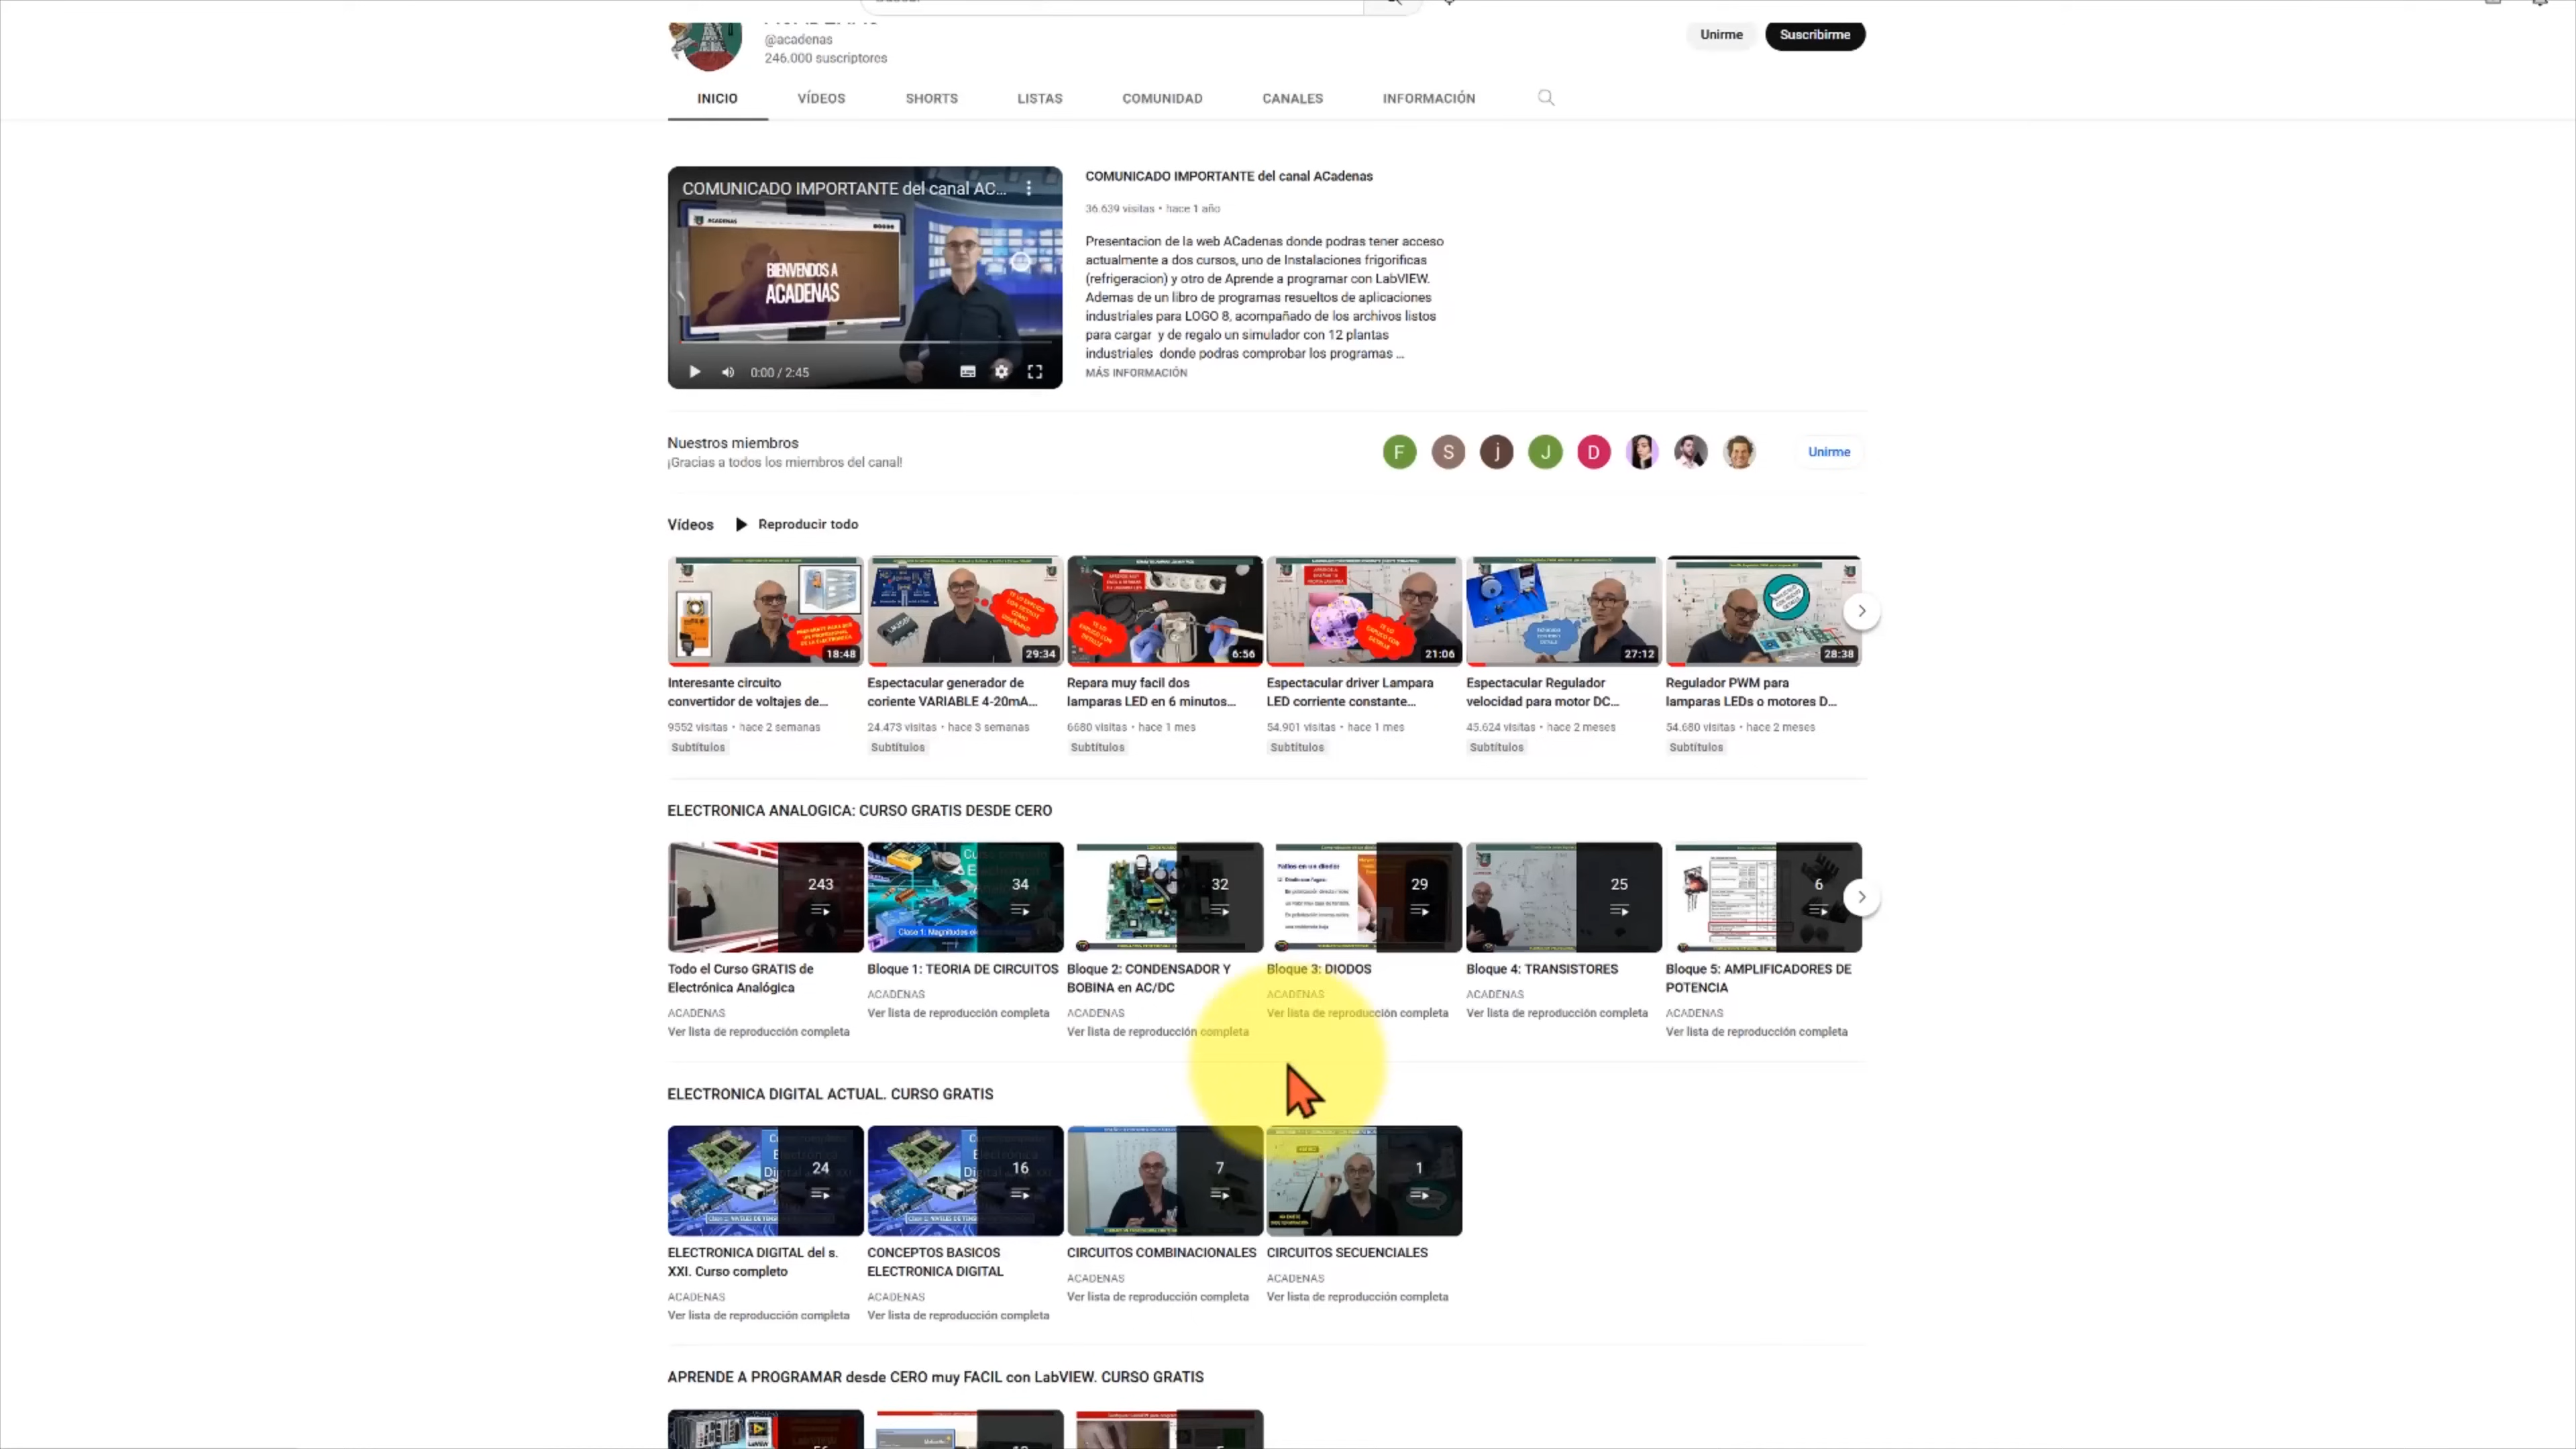 @acadenas
246.000 suscriptores
Unirme
Suscribirme
INICIO
VÍDEOS
SHORTS
LISTAS
COMUNIDAD
CANALES
INFORMACIÓN
COMUNICADO IMPORTANTE del canal AC...
ACADENAS
BIENVENDOS A
ACADENAS
0:00 / 2:45
COMUNICADO IMPORTANTE del canal ACadenas
36.639 visitas • hace 1 año
Presentacion de la web ACadenas donde podras tener acceso
actualmente a dos cursos, uno de Instalaciones frigorificas
(refrigeracion) y otro de Aprende a programar con LabVIEW.
Ademas de un libro de programas resueltos de aplicaciones
industriales para LOGO 8, acompañado de los archivos listos
para cargar y de regalo un simulador con 12 plantas
industriales donde podras comprobar los programas ...
MÁS INFORMACIÓN
Nuestros miembros
¡Gracias a todos los miembros del canal!
F
S
j
J
D
Unirme
Vídeos
Reproducir todo
18:48
29:34
6:56
21:06
27:12
28:38
Interesante circuito
convertidor de voltajes de...
9552 visitas • hace 2 semanas
Subtítulos
Espectacular generador de
coriente VARIABLE 4-20mA...
24.473 visitas • hace 3 semanas
Subtítulos
Repara muy facil dos
lamparas LED en 6 minutos...
6680 visitas • hace 1 mes
Subtítulos
Espectacular driver Lampara
LED corriente constante...
54.901 visitas • hace 1 mes
Subtítulos
Espectacular Regulador
velocidad para motor DC...
45.624 visitas • hace 2 meses
Subtítulos
Regulador PWM para
lamparas LEDs o motores D...
54.680 visitas • hace 2 meses
Subtítulos
ELECTRONICA ANALOGICA: CURSO GRATIS DESDE CERO
243
34
Clase 1: Magnitudes
32
Fallos en un diodo:
29
25
6
Todo el Curso GRATIS de
Electrónica Analógica
ACADENAS
Ver lista de reproducción completa
Bloque 1: TEORIA DE CIRCUITOS
ACADENAS
Ver lista de reproducción completa
Bloque 2: CONDENSADOR Y
BOBINA en AC/DC
ACADENAS
Ver lista de reproducción completa
Bloque 3: DIODOS
ACADENAS
Ver lista de reproducción completa
Bloque 4: TRANSISTORES
ACADENAS
Ver lista de reproducción completa
Bloque 5: AMPLIFICADORES DE
POTENCIA
ACADENAS
Ver lista de reproducción completa
ELECTRONICA DIGITAL ACTUAL. CURSO GRATIS
24
16
7
1
ELECTRONICA DIGITAL del s.
XXI. Curso completo
ACADENAS
Ver lista de reproducción completa
CONCEPTOS BASICOS
ELECTRONICA DIGITAL
ACADENAS
Ver lista de reproducción completa
CIRCUITOS COMBINACIONALES
ACADENAS
Ver lista de reproducción completa
CIRCUITOS SECUENCIALES
ACADENAS
Ver lista de reproducción completa
APRENDE A PROGRAMAR desde CERO muy FACIL con LabVIEW. CURSO GRATIS